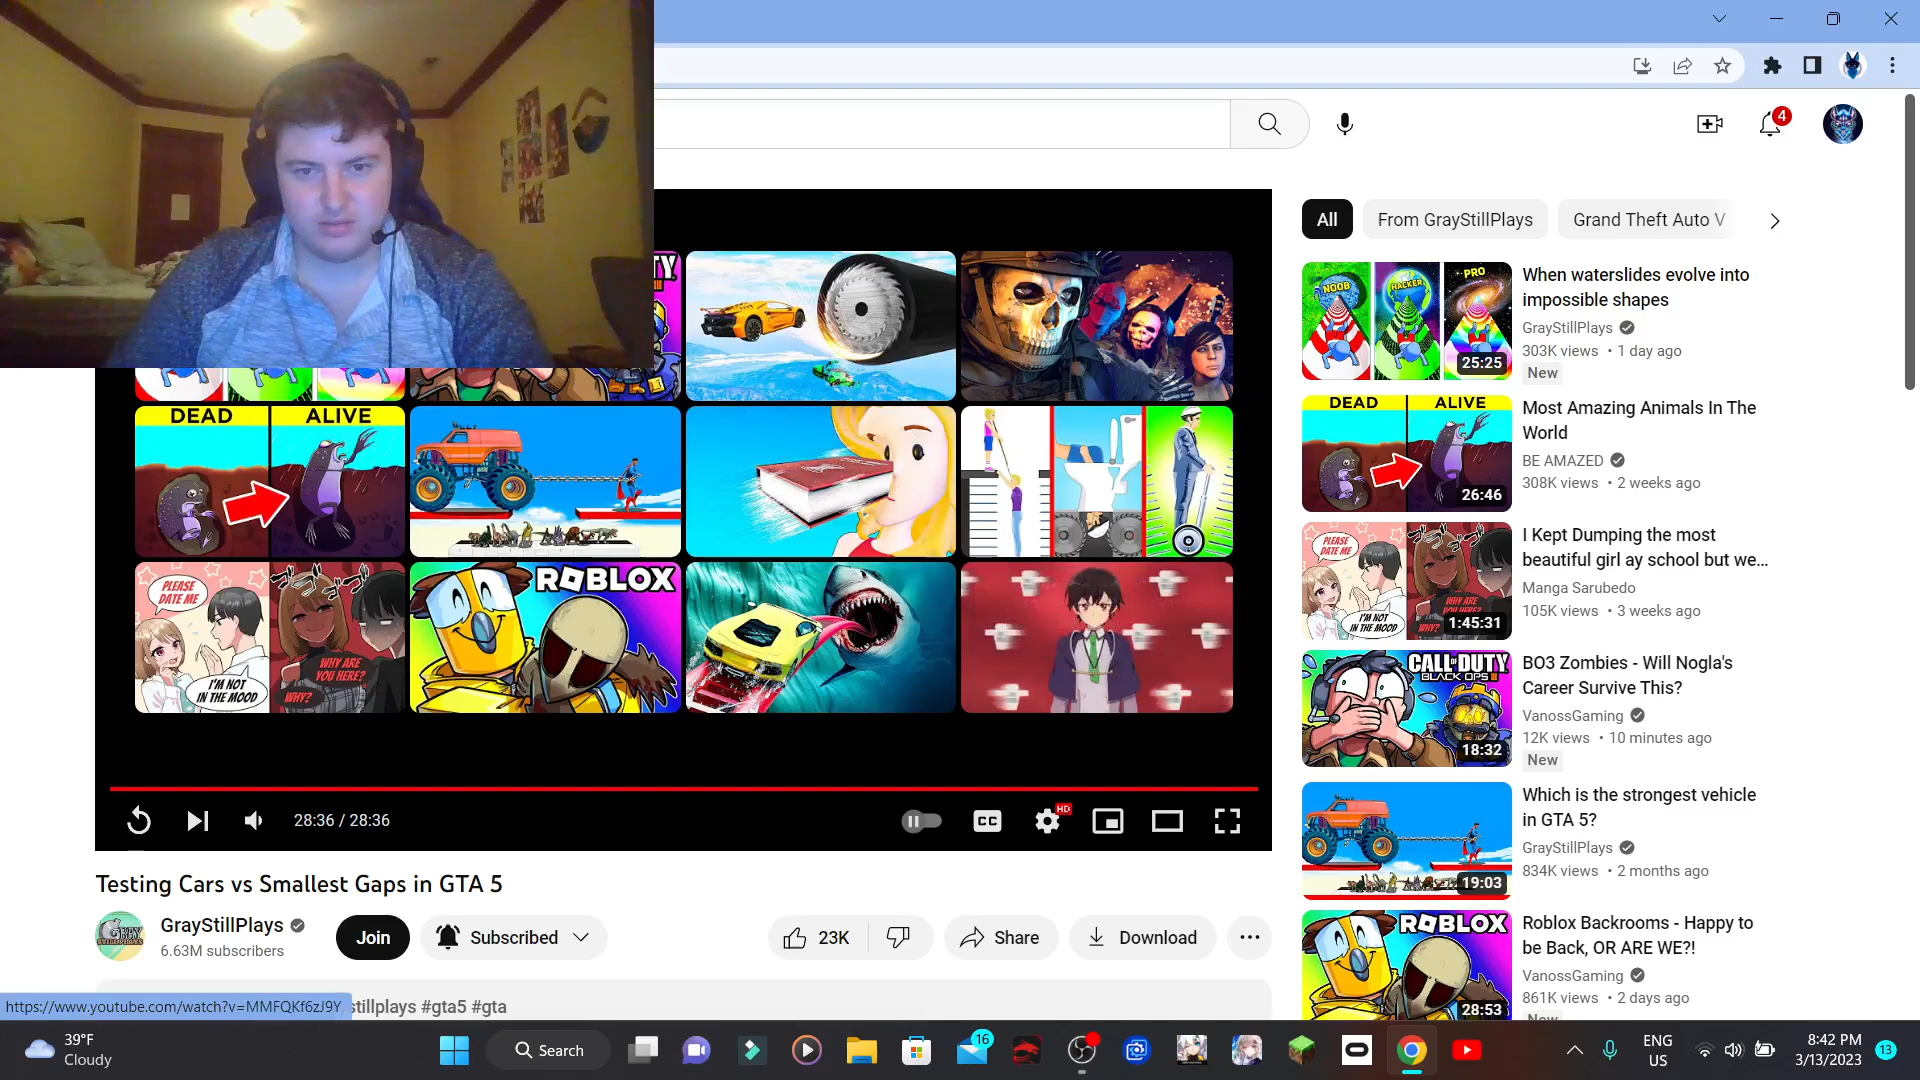 4
All
From GrayStillPlays
Grand Theft Auto V
NOOB
HACKER
PRO
25:25
When waterslides evolve into
impossible shapes
GrayStillPlays
303K views • 1 day ago
New
DEAD
ALIVE
26:46
Most Amazing Animals In The
World
BE AMAZED
308K views • 2 weeks ago
PLEASE
DATE ME
I'M NOT
IN THE MOOD
WHY ARE
YOU HERE?
WHY?
1:45:31
I Kept Dumping the most
beautiful girl ay school but we...
Manga Sarubedo
105K views • 3 weeks ago
CALL OF DUTY
BLACK OPS III
18:32
BO3 Zombies - Will Nogla's
Career Survive This?
VanossGaming
12K views • 10 minutes ago
New
19:03
Which is the strongest vehicle
in GTA 5?
GrayStillPlays
834K views • 2 months ago
ROBLOX
28:53
Roblox Backrooms - Happy to
be Back, OR ARE WE?!
VanossGaming
861K views • 2 days ago
New
TY
DEAD
ALIVE
PLEASE
DATE ME
I'M NOT
IN THE MOOD
WHY ARE
YOU HERE?
WHY?
ROBLOX
28:36 / 28:36
CC
HD
Testing Cars vs Smallest Gaps in GTA 5
GrayStillPlays
6.63M subscribers
Join
Subscribed
23K
Share
Download
https://www.youtube.com/watch?v=MMFQKf6zJ9Y
stillplays #gta5 #gta
39°F
Cloudy
Search
16
ENG
US
8:42 PM
3/13/2023
13